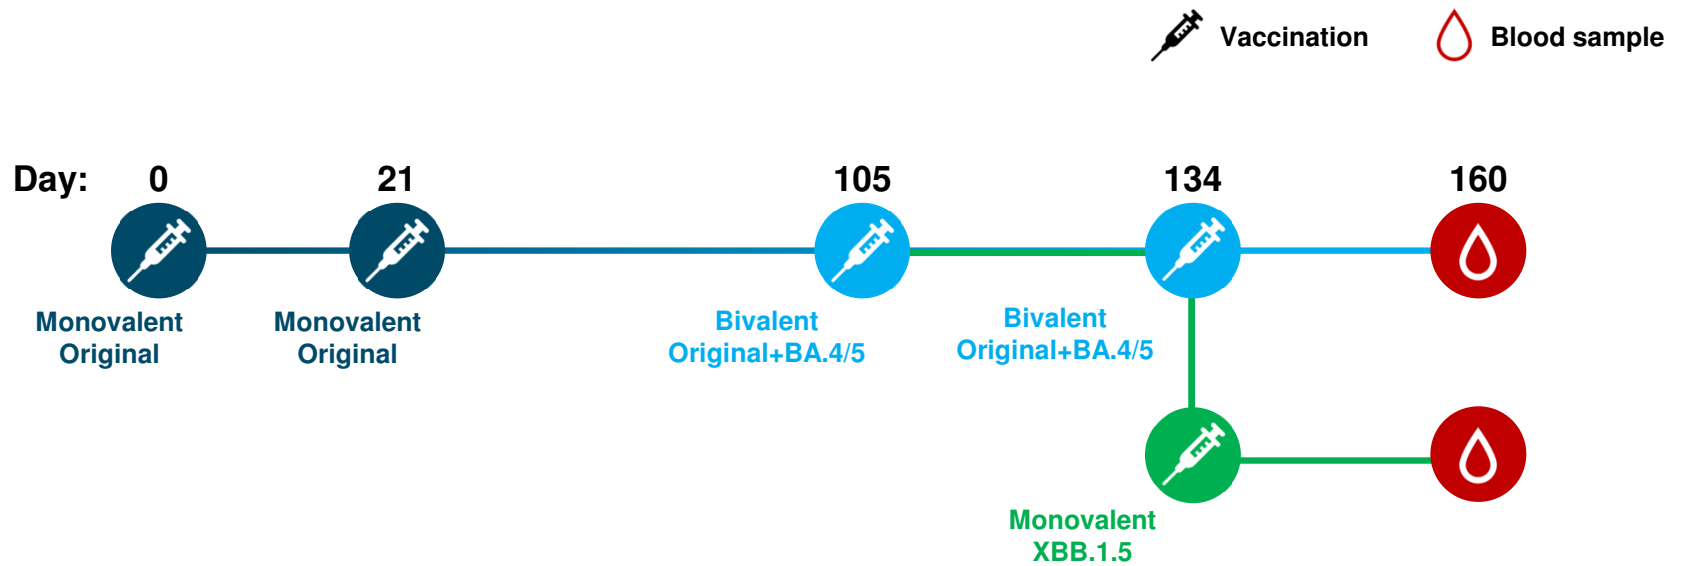 Vaccination
Blood sample
Day: 0 21 105 134 160
Monovalent
Original
Monovalent
Original
Bivalent
Original+BA.4/5
Bivalent
Original+BA.4/5
Monovalent
XBB.1.5